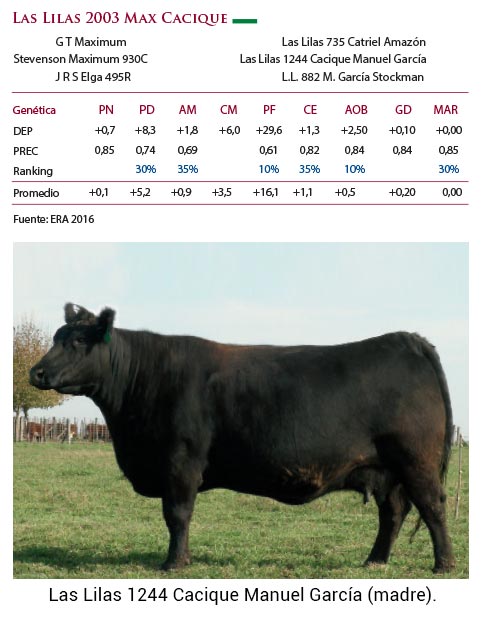 Las Lilas 2003 Max Cacique
G T Maximum
Stevenson Maximum 930C
J R S Elga 495R
Las Lilas 735 Catriel Amazón
Las Lilas 1244 Cacique Manuel García
L.L. 882 M. García Stockman
Genética PN PD AM CM PF CE AOB GD MAR
DEP +0,7 +8,3 +1,8 +6,0 +29,6 +1,3 +2,50 +0,10 +0,00
PREC 0,85 0,74 0,69 0,61 0,82 0,84 0,84 0,85
Ranking 30% 35% 10% 35% 10% 30%
Promedio +0,1 +5,2 +0,9 +3,5 +16,1 +1,1 +0,5 +0,20 0,00
Fuente: ERA 2016
Las Lilas 1244 Cacique Manuel García (madre).